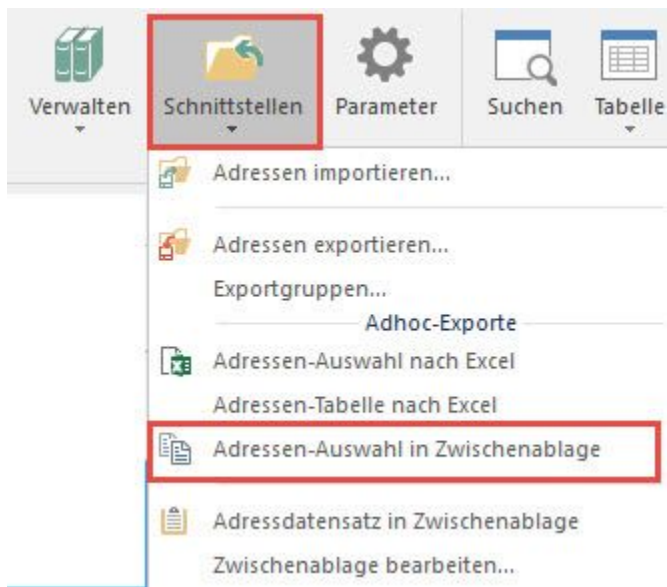 Verwalten
Schnittstellen
Parameter
Suchen
Tabelle
Adressen importieren...
Adressen exportieren...
Exportgruppen...
Adhoc-Exporte
Adressen-Auswahl nach Excel
Adressen-Tabelle nach Excel
Adressen-Auswahl in Zwischenablage
Adressdatensatz in Zwischenablage
Zwischenablage bearbeiten...